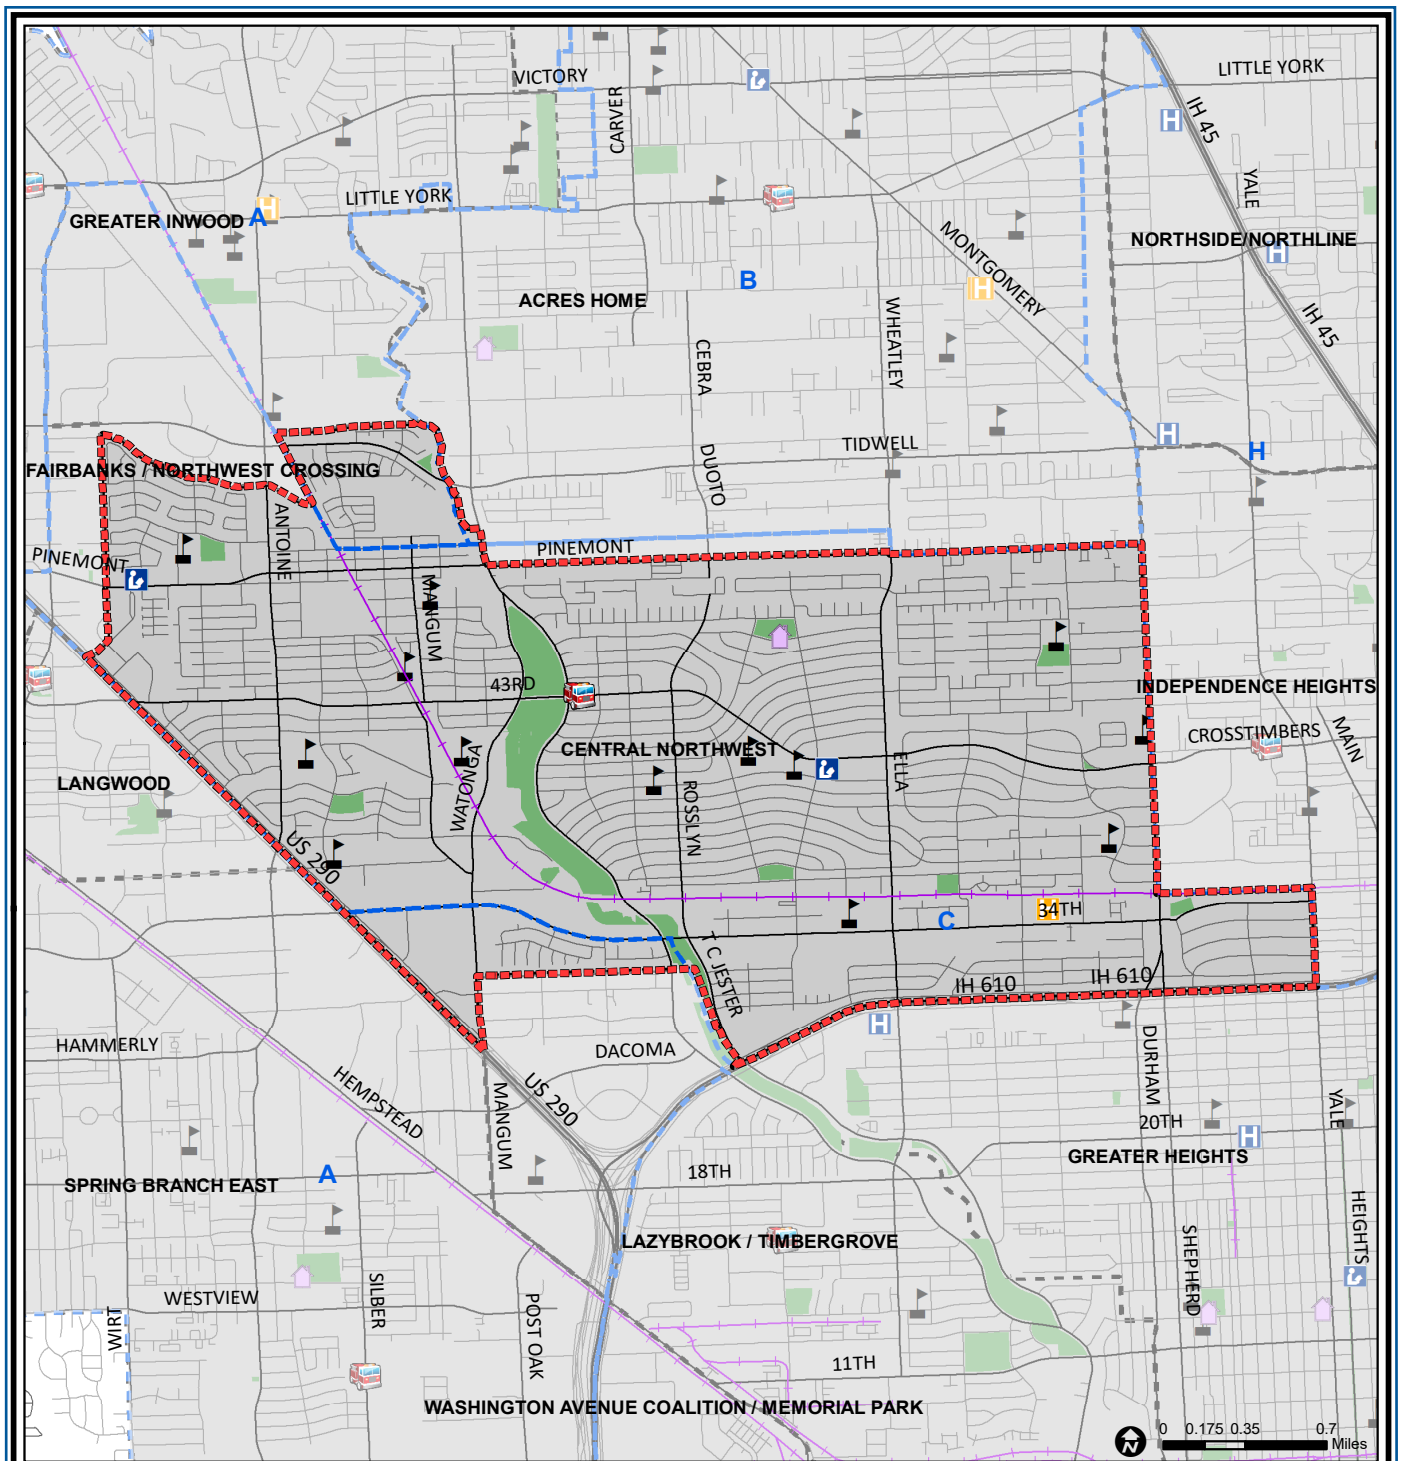 VICTORY
LITTLE YORK
CARVER
IH 45
LITTLE YORK
YALE
GREATER INWOOD
A
MONTGOMERY
NORTHSIDE/NORTHLINE
B
ACRES HOME
WHEATLEY
IH 45
CEBRA
TIDWELL
H
DUOTO
FAIRBANKS / NORTHWEST CROSSING
ANTOINE
PINEMONT
PINEMONT
MANGUM
43RD
INDEPENDENCE HEIGHTS
MAIN
CROSSTIMBERS
CENTRAL NORTHWEST
LANGWOOD
WATONGA
ELLA
ROSSLYN
US 290
34TH
C
T C JESTER
IH 610
IH 610
HAMMERLY
DACOMA
DURHAM
HEMPSTEAD
US 290
MANGUM
YALE
20TH
GREATER HEIGHTS
18TH
A
SPRING BRANCH EAST
HEIGHTS
LAZYBROOK / TIMBERGROVE
SHEPHERD
WESTVIEW
SILBER
WIRT
POST OAK
11TH
WASHINGTON AVENUE COALITION / MEMORIAL PARK
N
0 0.175 0.35 0.7
Miles
H
H
H
H
H
H
H